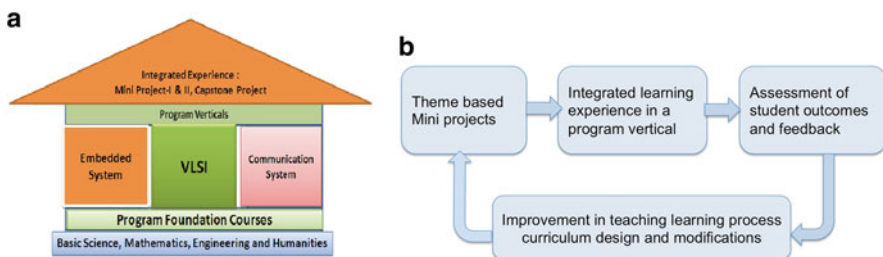 a
Integrated Experience :
Mini Project-I & II, Capstone Project
Program Verticals
Embedded
System
VLSI
Communication
System
Program Foundation Courses
Basic Science, Mathematics, Engineering and Humanities
b
Theme based
Mini projects
Integrated learning
experience in a
program vertical
Assessment of
student outcomes
and feedback
Improvement in teaching learning process
curriculum design and modifications